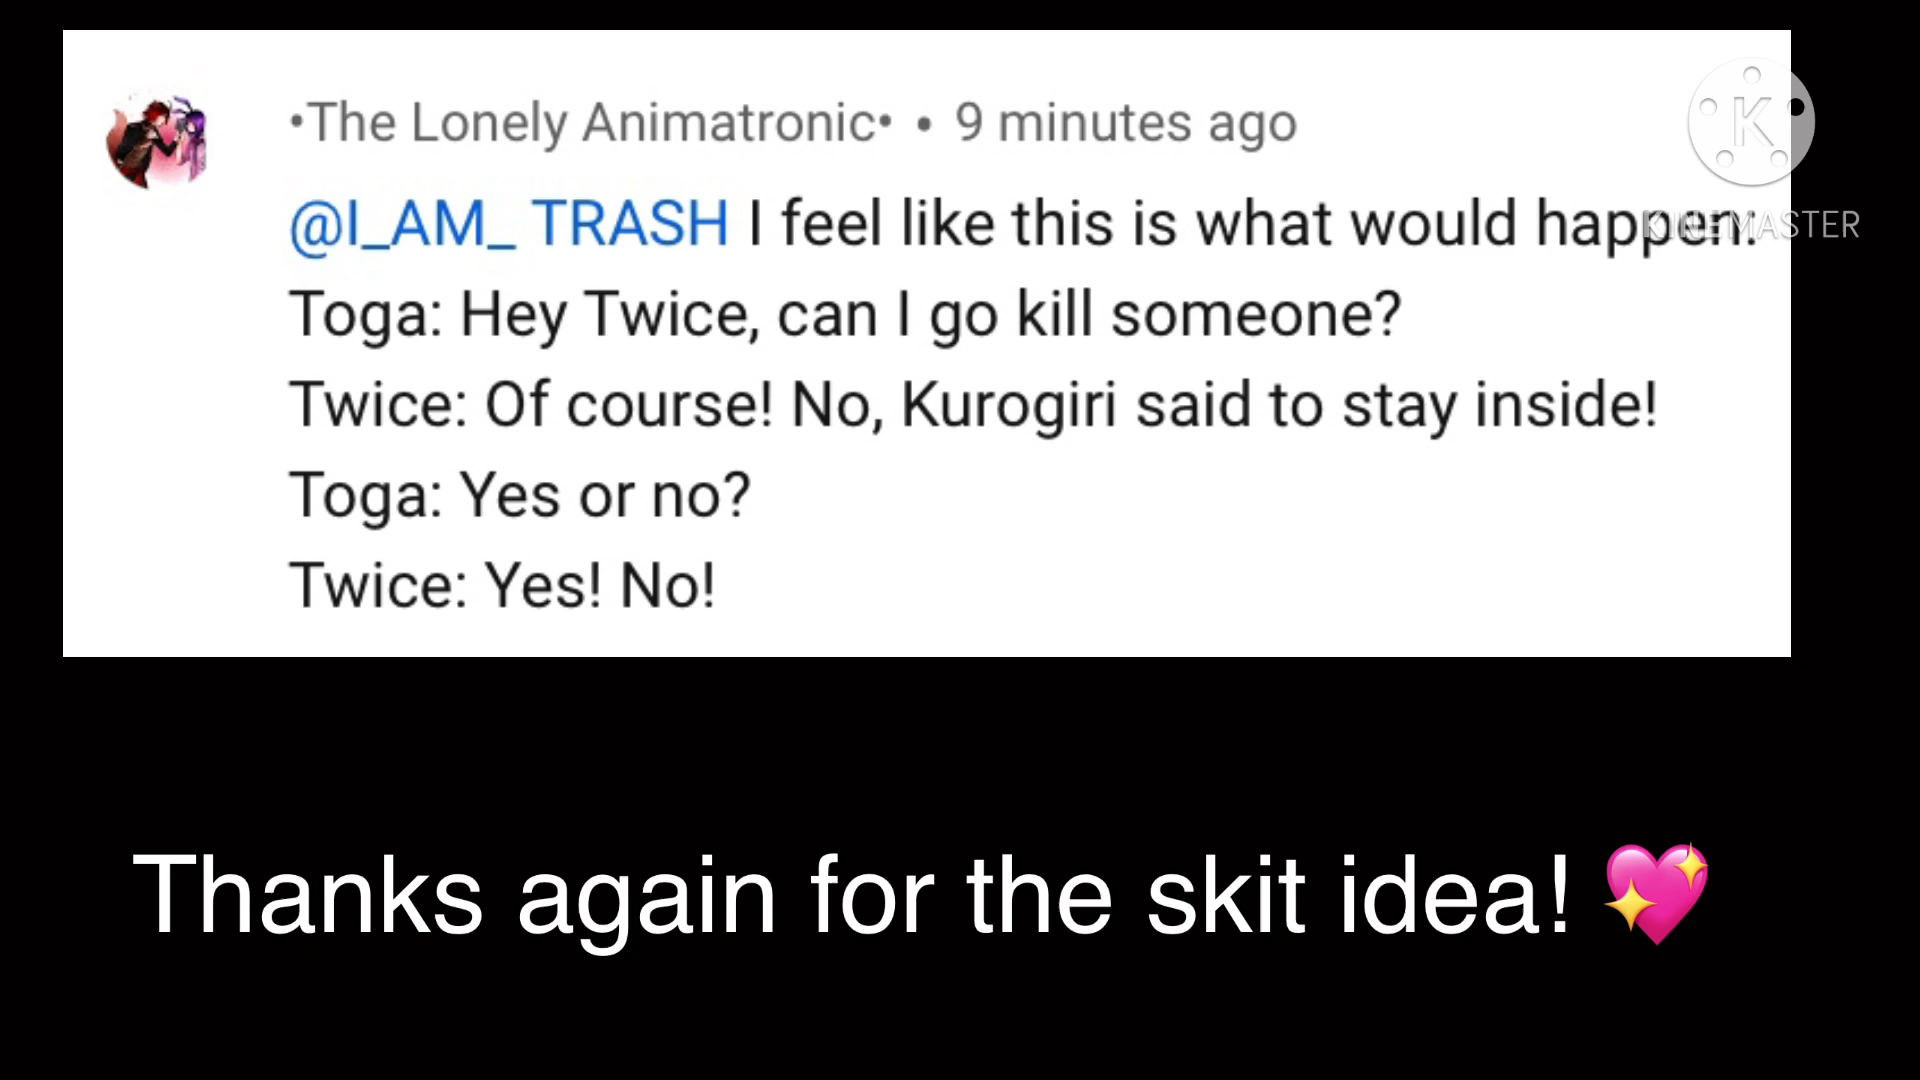 •The Lonely Animatronic• • 9 minutes ago
@I_AM_ TRASH I feel like this is what would happen:
Toga: Hey Twice, can I go kill someone?
Twice: Of course! No, Kurogiri said to stay inside!
Toga: Yes or no?
Twice: Yes! No!
K
KINEMASTER
Thanks again for the skit idea! 💖